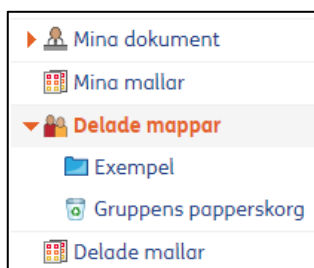 Mina dokument
Mina mallar
Delade mappar
Exempel
Gruppens papperskorg
Delade mallar